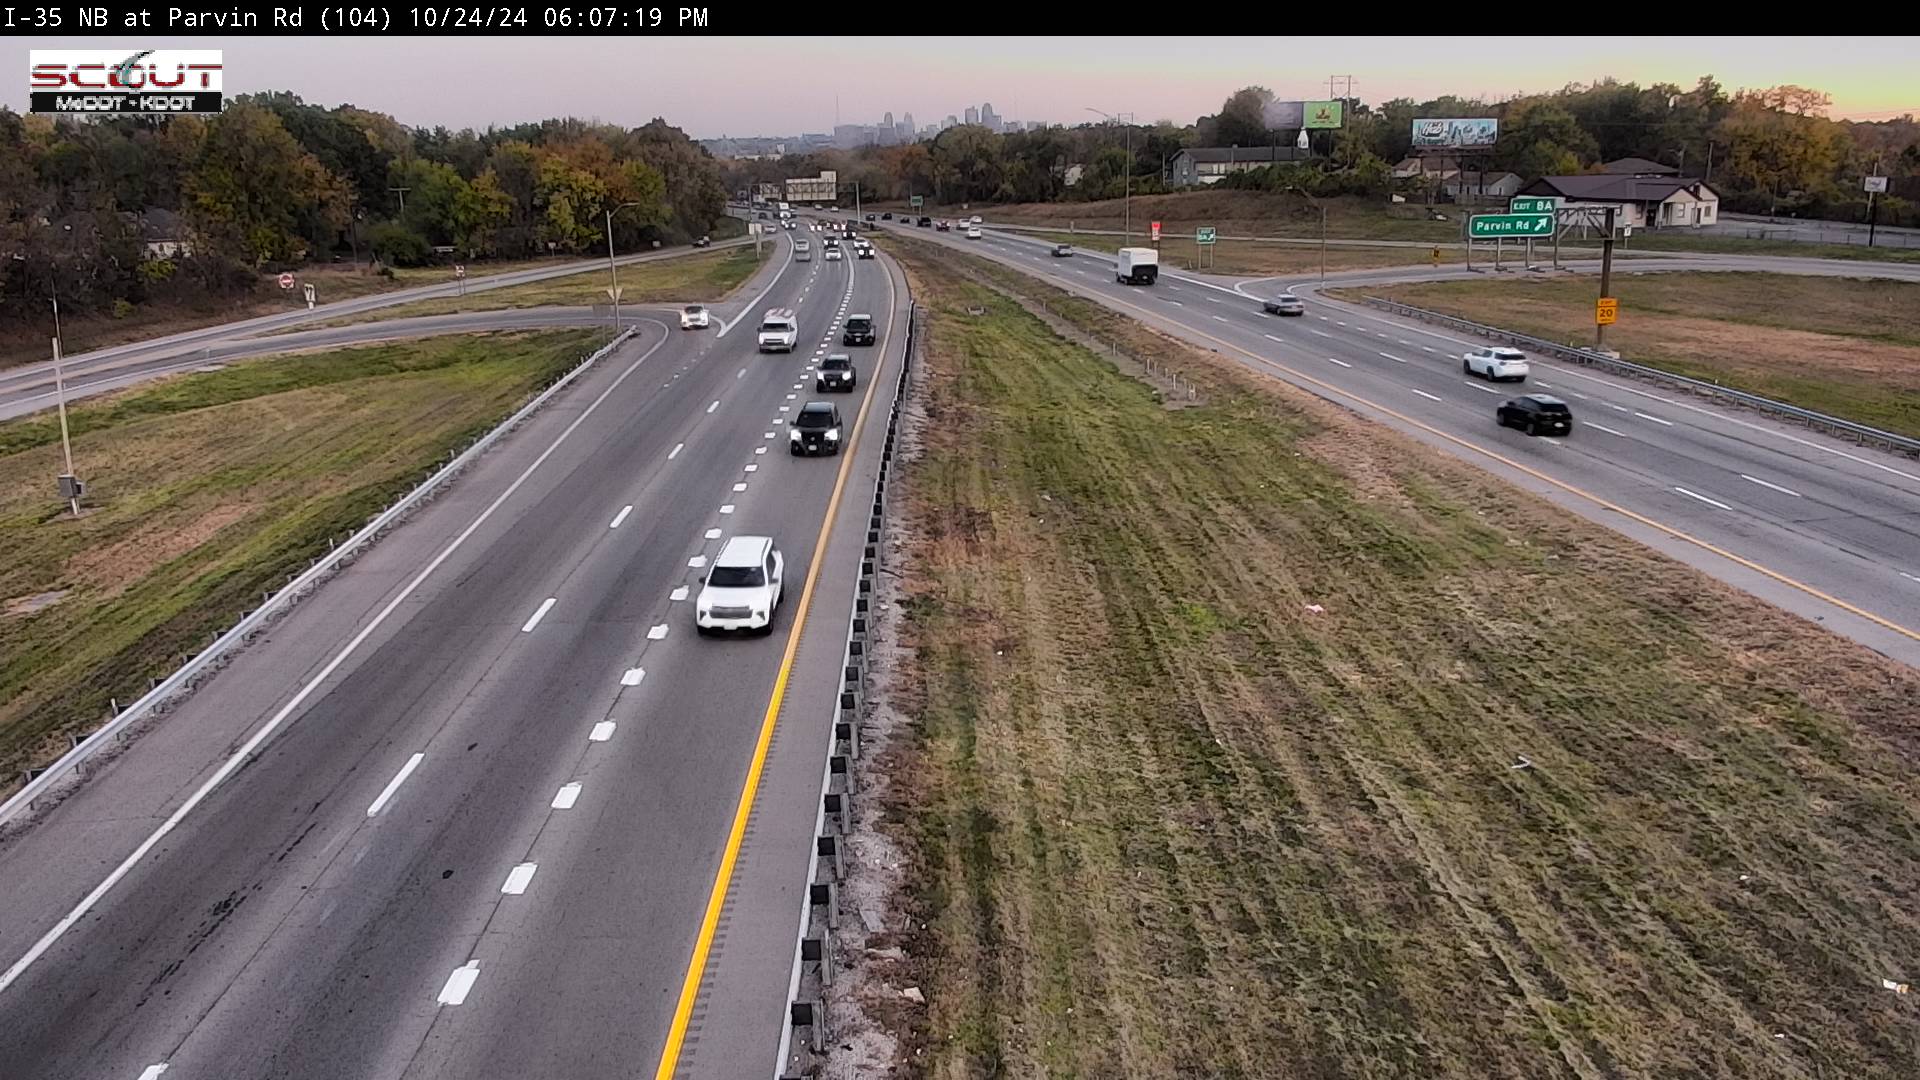 I-35 NB at Parvin Rd (104) 10/24/24 06:07:19 PM
SCOUT
MoDOT - KDOT
EXIT 8A
Parvin Rd
EXIT
20